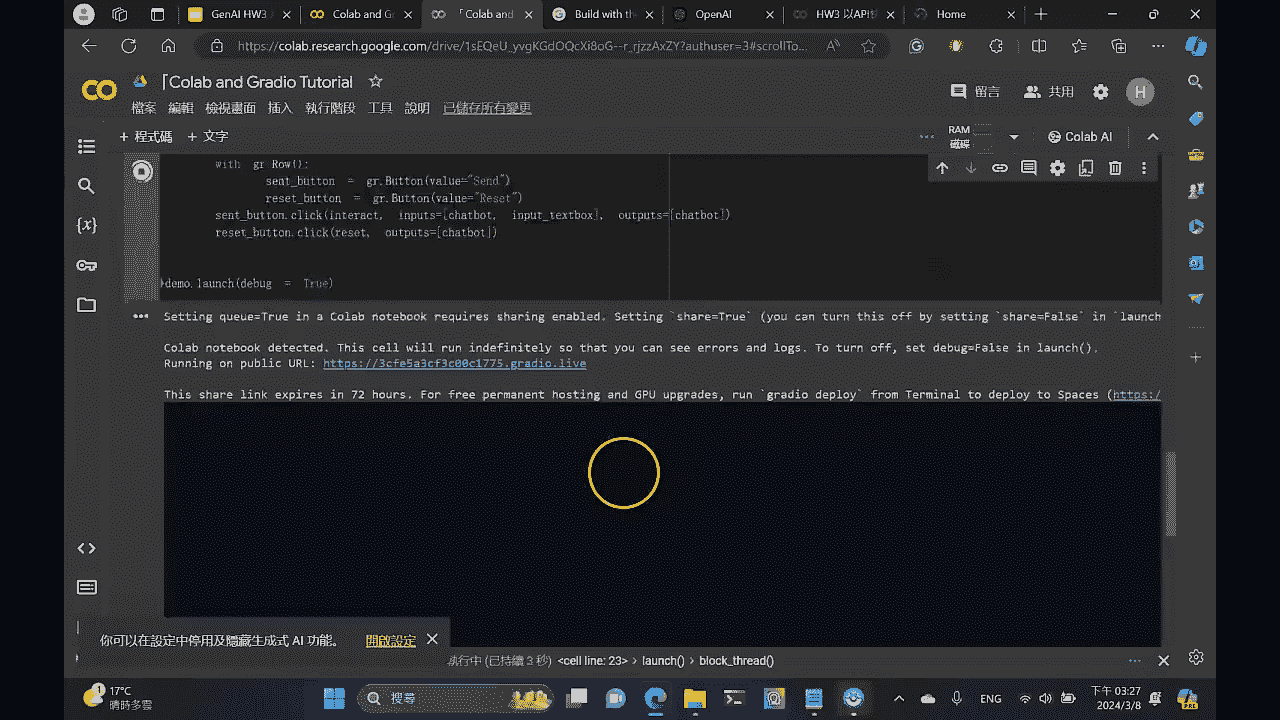 GenAI HW3
Colab and Gr
「Colab and
Build with th
OpenAI
HW3 以API快
Home
https://colab.research.google.com/drive/1sEQeU_yvgKGdOQcXi8oG--r_rjzzAxZY?authuser=3#scrollTo...
「Colab and Gradio Tutorial
檔案 編輯 檢視畫面 插入 執行階段 工具 說明 已儲存所有變更
留言 共用 H
+ 程式碼 + 文字
RAM
磁碟
Colab AI
with gr.Row():
sent_button = gr.Button(value="Send")
reset_button = gr.Button(value="Reset")
sent_button.click(interact, inputs=[chatbot, input_textbox], outputs=[chatbot])
reset_button.click(reset, outputs=[chatbot])
demo.launch(debug = True)
Setting queue=True in a Colab notebook requires sharing enabled. Setting `share=True` (you can turn this off by setting `share=False` in `launch
Colab notebook detected. This cell will run indefinitely so that you can see errors and logs. To turn off, set debug=False in launch().
Running on public URL: https://3cfe5a3cf3c00c1775.gradio.live
This share link expires in 72 hours. For free permanent hosting and GPU upgrades, run `gradio deploy` from Terminal to deploy to Spaces (https:/
你可以在設定中停用及隱藏生成式 AI 功能。 開啟設定
執行中 (已持續 3 秒) <cell line: 23> > launch() > block_thread()
17°C
晴時多雲
搜尋
ENG
下午 03:27
2024/3/8